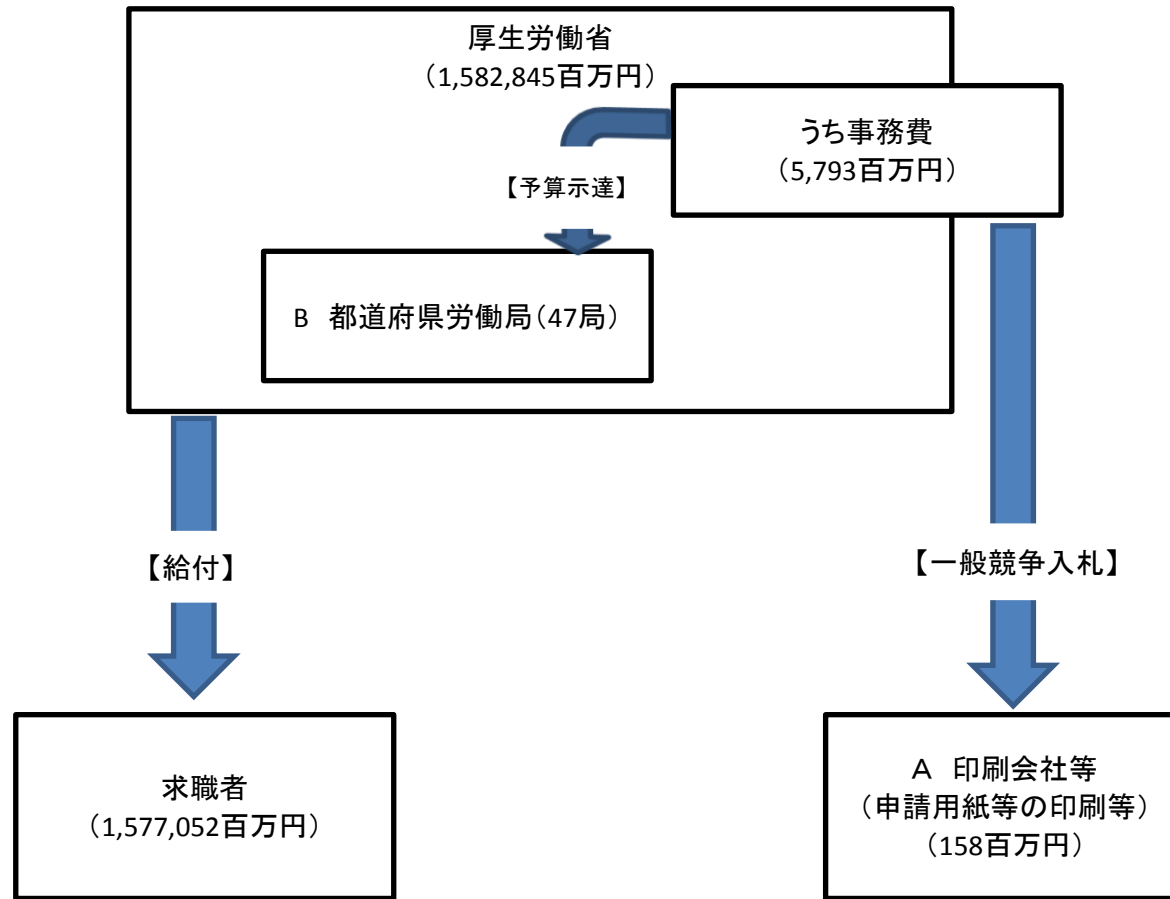 厚生労働省
（1,582,845百万円）
うち事務費
（5,793百万円）
【予算示達】
B　都道府県労働局（47局）
【給付】
【一般競争入札】
求職者
（1,577,052百万円）
A　印刷会社等
（申請用紙等の印刷等）
（158百万円）